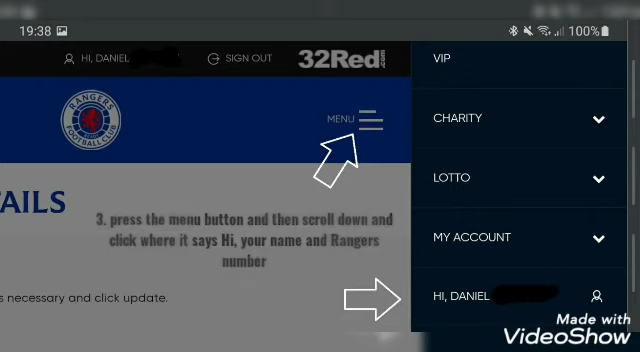 19:38
100%
HI, DANIEL
SIGN OUT
32Red.com
VIP
RANGERS
FOOTBALL CLUB
MENU
CHARITY
LOTTO
AILS
3. press the menu button and then scroll down and
click where it says Hi, your name and Rangers
number
MY ACCOUNT
s necessary and click update.
HI, DANIEL
Made with
VideoShow